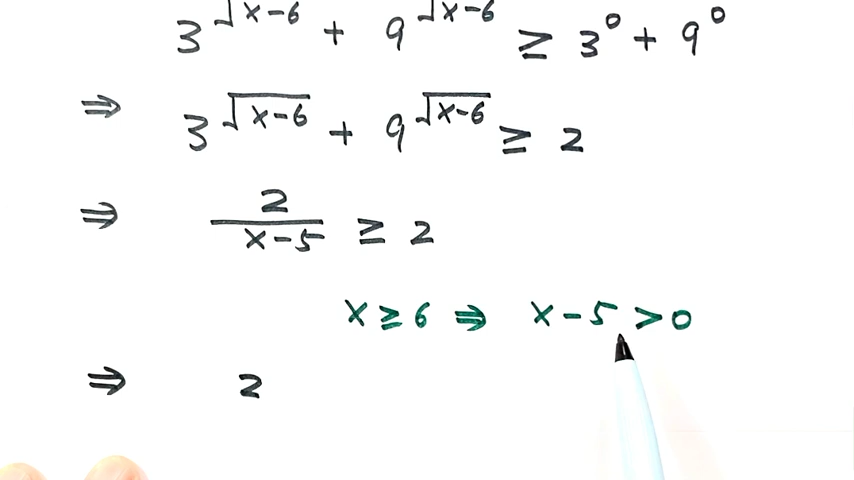 3^√(x-6) + 9^√(x-6) ≥ 3^0 + 9^0
⇒ 3^√(x-6) + 9^√(x-6) ≥ 2
⇒ 2/(x-5) ≥ 2
x ≥ 6 ⇒ x-5 > 0
⇒ 2